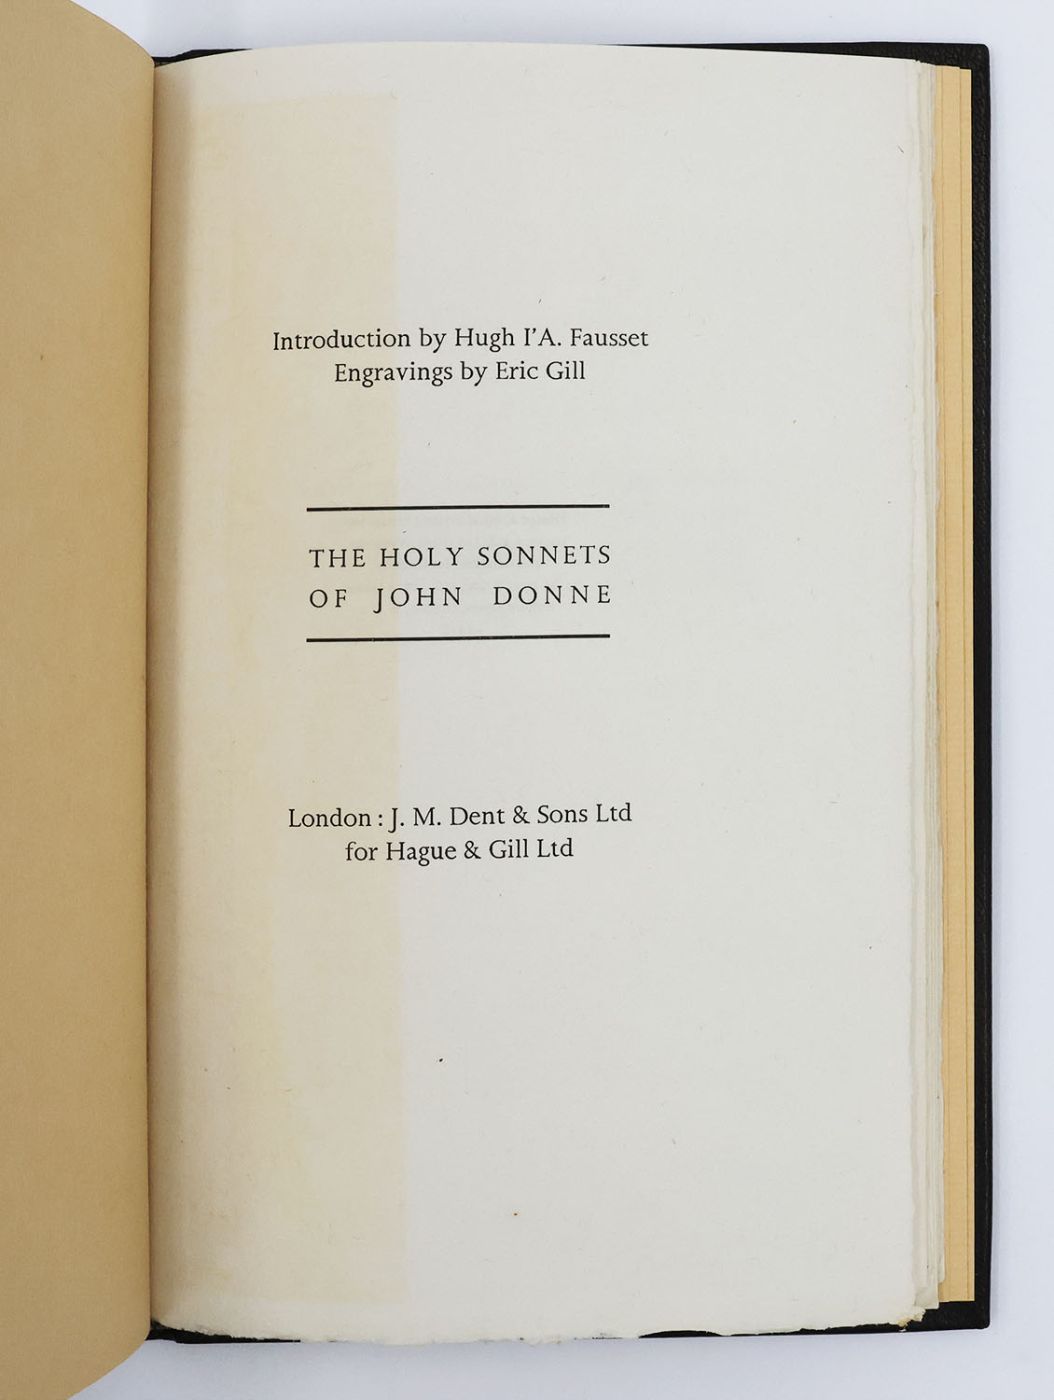 Introduction by Hugh I'A. Fausset
Engravings by Eric Gill
THE HOLY SONNETS
OF JOHN DONNE
London : J. M. Dent & Sons Ltd
for Hague & Gill Ltd